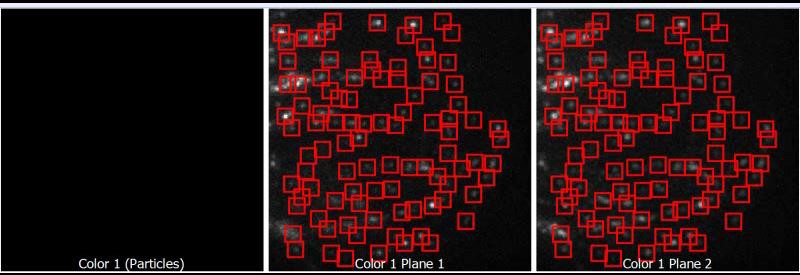 Color 1 (Particles)
Color 1 Plane 1
Color 1 Plane 2